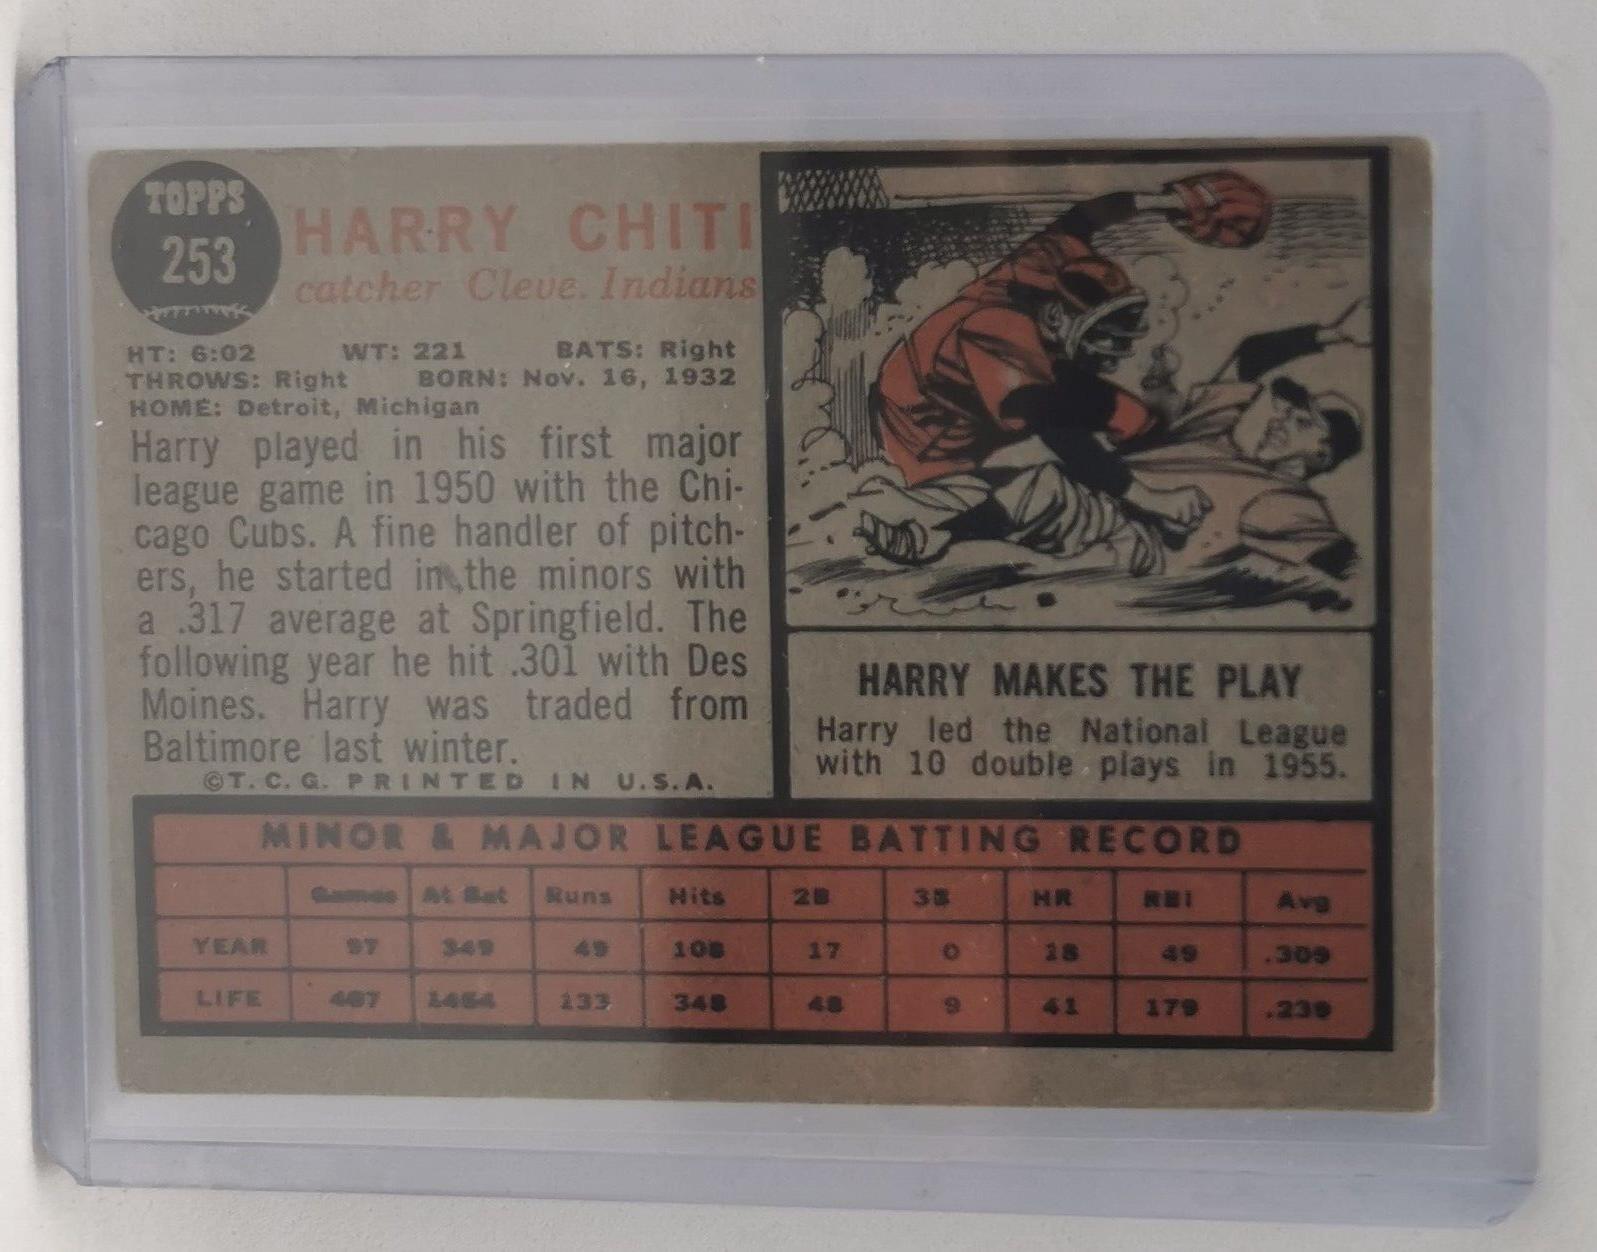 TOPPS
253
HARRY CHITI
catcher Cleve. Indians
HT: 6:02 WT: 221 BATS: Right
THROWS: Right BORN: Nov. 16, 1932
HOME: Detroit, Michigan
Harry played in his first major
league game in 1950 with the Chi-
cago Cubs. A fine handler of pitch-
ers, he started in the minors with
a .317 average at Springfield. The
following year he hit .301 with Des
Moines. Harry was traded from
Baltimore last winter.
©T.C.G. PRINTED IN U.S.A.
HARRY MAKES THE PLAY
Harry led the National League
with 10 double plays in 1955.
MINOR & MAJOR LEAGUE BATTING RECORD
Games At Bat Runs Hits 2B 3B HR RBI Avg
YEAR 97 349 49 108 17 0 18 49 .309
LIFE 1454 133 348 48 9 41 179 .239